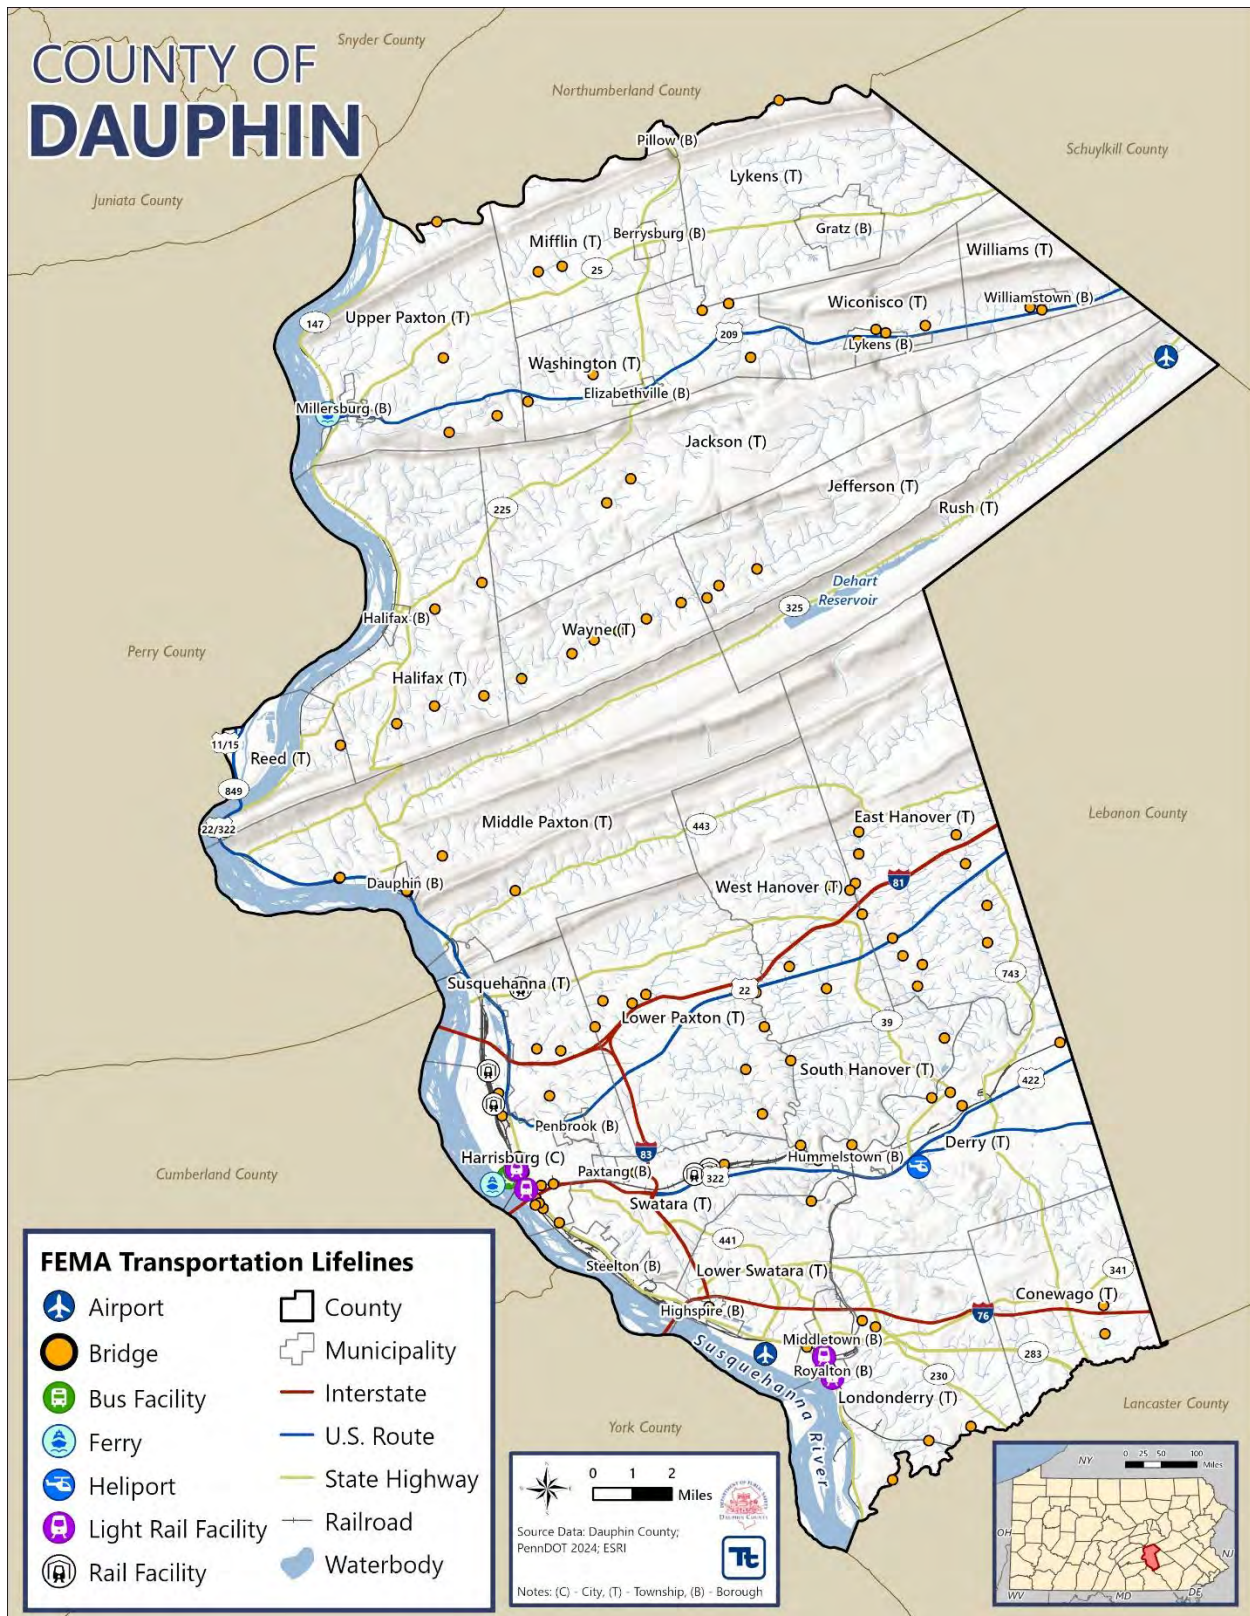 COUNTY OF
DAUPHIN
Snyder County
Northumberland County
Schuylkill County
Juniata County
Pillow (B)
Lykens (T)
Gratz (B)
Berrysburg (B)
Mifflin (T)
25
Williams (T)
Williamstown (B)
Wiconisco (T)
147
Upper Paxton (T)
209
Lykens (B)
Washington (T)
Elizabethville (B)
Millersburg (B)
Jackson (T)
Jefferson (T)
225
Rush (T)
Dehart
Reservoir
325
Halifax (B)
Wayne (T)
Perry County
Halifax (T)
11/15
Reed (T)
849
22/322
Middle Paxton (T)
443
East Hanover (T)
Lebanon County
Dauphin (B)
West Hanover (T)
81
743
Susquehanna (T)
22
Lower Paxton (T)
39
South Hanover (T)
422
Penbrook (B)
Derry (T)
83
Harrisburg (C)
Paxtang (B)
Hummelstown (B)
322
Cumberland County
Swatara (T)
441
Steelton (B)
Lower Swatara (T)
341
Conewago (T)
Highspire (B)
76
Middletown (B)
283
Royalton (B)
230
Londonderry (T)
Susquehanna River
York County
Lancaster County
FEMA Transportation Lifelines
Airport
Bridge
Bus Facility
Ferry
Heliport
Light Rail Facility
Rail Facility
County
Municipality
Interstate
U.S. Route
State Highway
Railroad
Waterbody
0 1 2
Miles
DAUPHIN COUNTY
Source Data: Dauphin County;
PennDOT 2024; ESRI
Tt
Notes: (C) - City, (T) - Township, (B) - Borough
0 25 50 100
Miles
NY
OH
NJ
WV
MD
DE